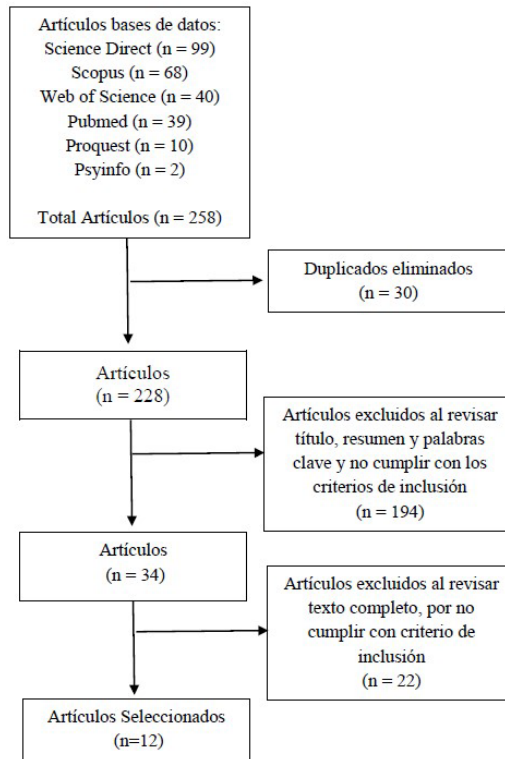 Artículos bases de datos:
Science Direct (n = 99)
Scopus (n = 68)
Web of Science (n = 40)
Pubmed (n = 39)
Proquest (n = 10)
Psyinfo (n = 2)
Total Artículos (n = 258)
Duplicados eliminados
(n = 30)
Artículos
(n = 228)
Artículos excluidos al revisar
título, resumen y palabras
clave y no cumplir con los
criterios de inclusión
(n = 194)
Artículos
(n = 34)
Artículos excluidos al revisar
texto completo, por no
cumplir con criterio de
inclusión
(n = 22)
Artículos Seleccionados
(n=12)